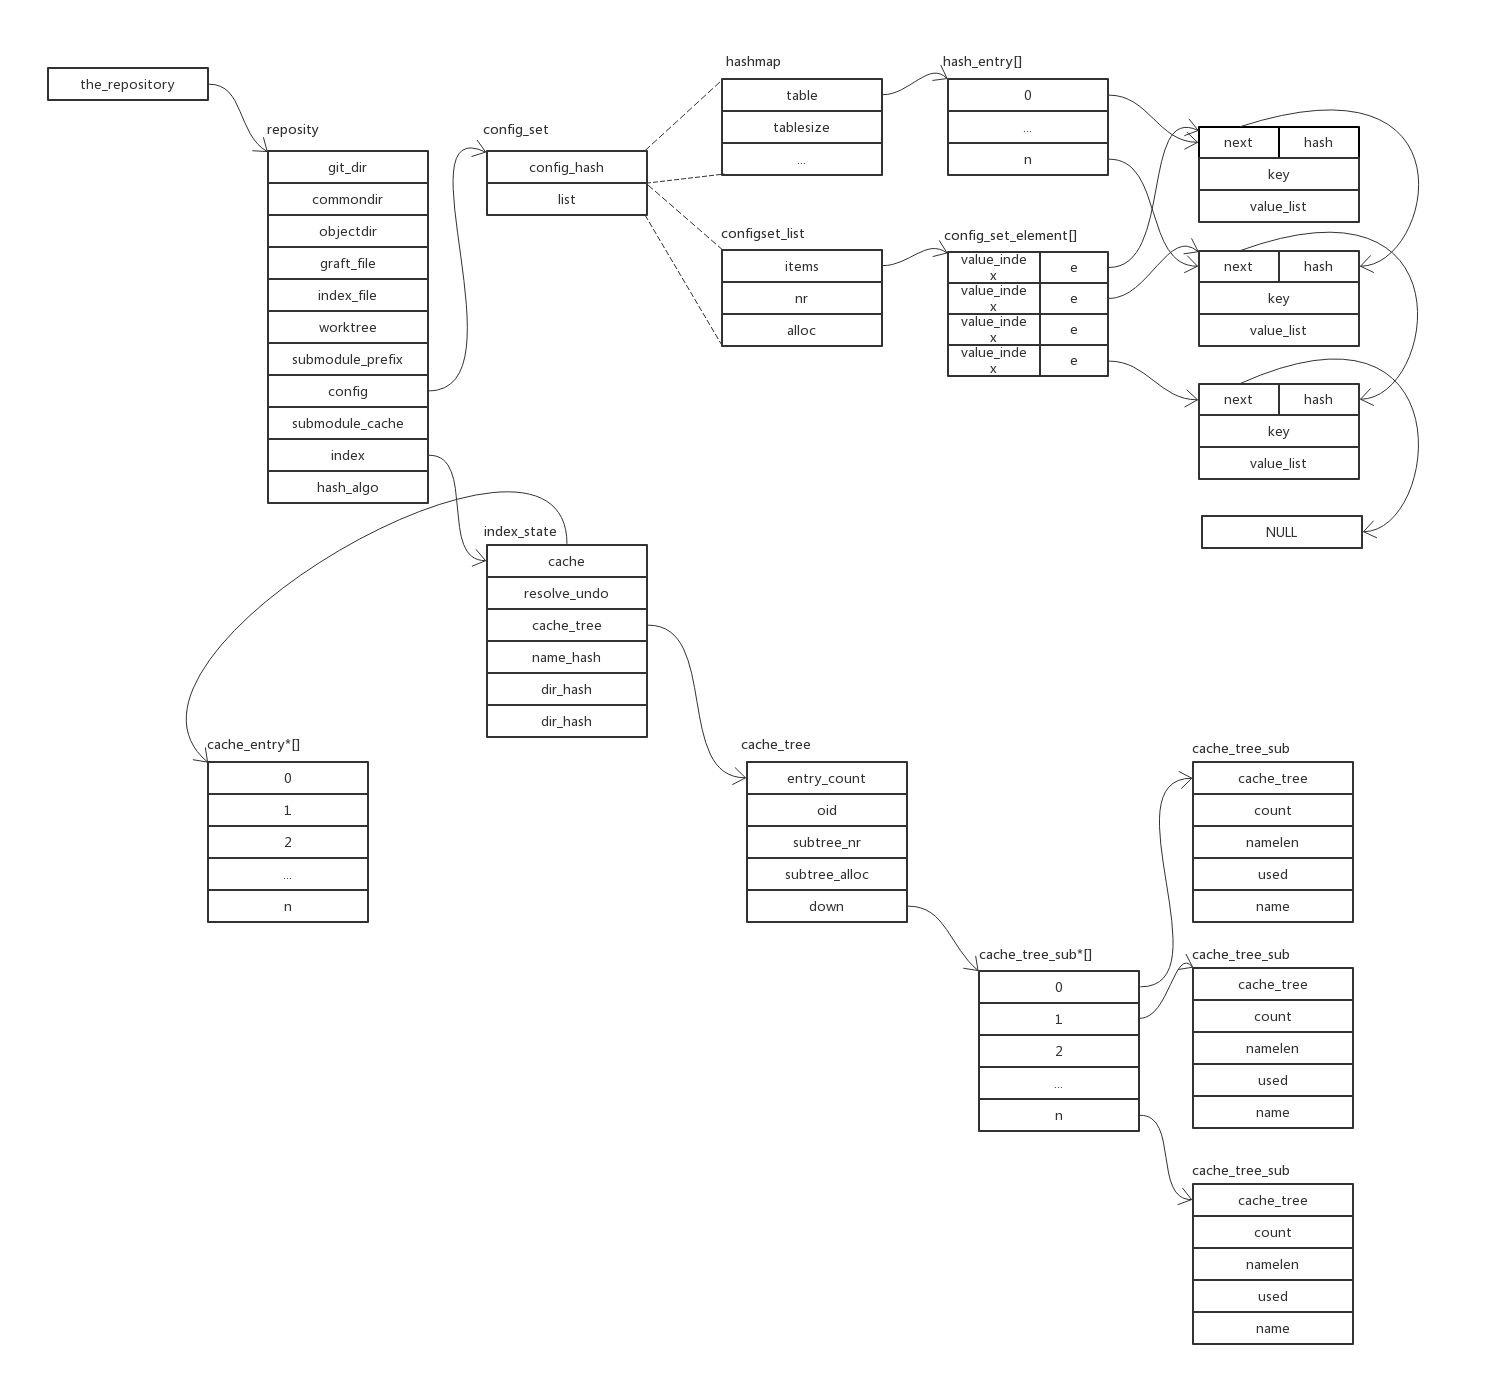 the_repository
reposity
git_dir
commondir
objectdir
graft_file
index_file
worktree
submodule_prefix
config
submodule_cache
index
hash_algo
config_set
config_hash
list
hashmap
table
tablesize
...
hash_entry[]
0
...
n
configset_list
items
nr
alloc
config_set_element[]
value_inde
x
e
value_inde
x
e
value_inde
x
e
value_inde
x
e
next hash
key
value_list
next hash
key
value_list
next hash
key
value_list
NULL
index_state
cache
resolve_undo
cache_tree
name_hash
dir_hash
dir_hash
cache_entry*[]
0
1
2
...
n
cache_tree
entry_count
oid
subtree_nr
subtree_alloc
down
cache_tree_sub*[]
0
1
2
...
n
cache_tree_sub
cache_tree
count
namelen
used
name
cache_tree_sub
cache_tree
count
namelen
used
name
cache_tree_sub
cache_tree
count
namelen
used
name